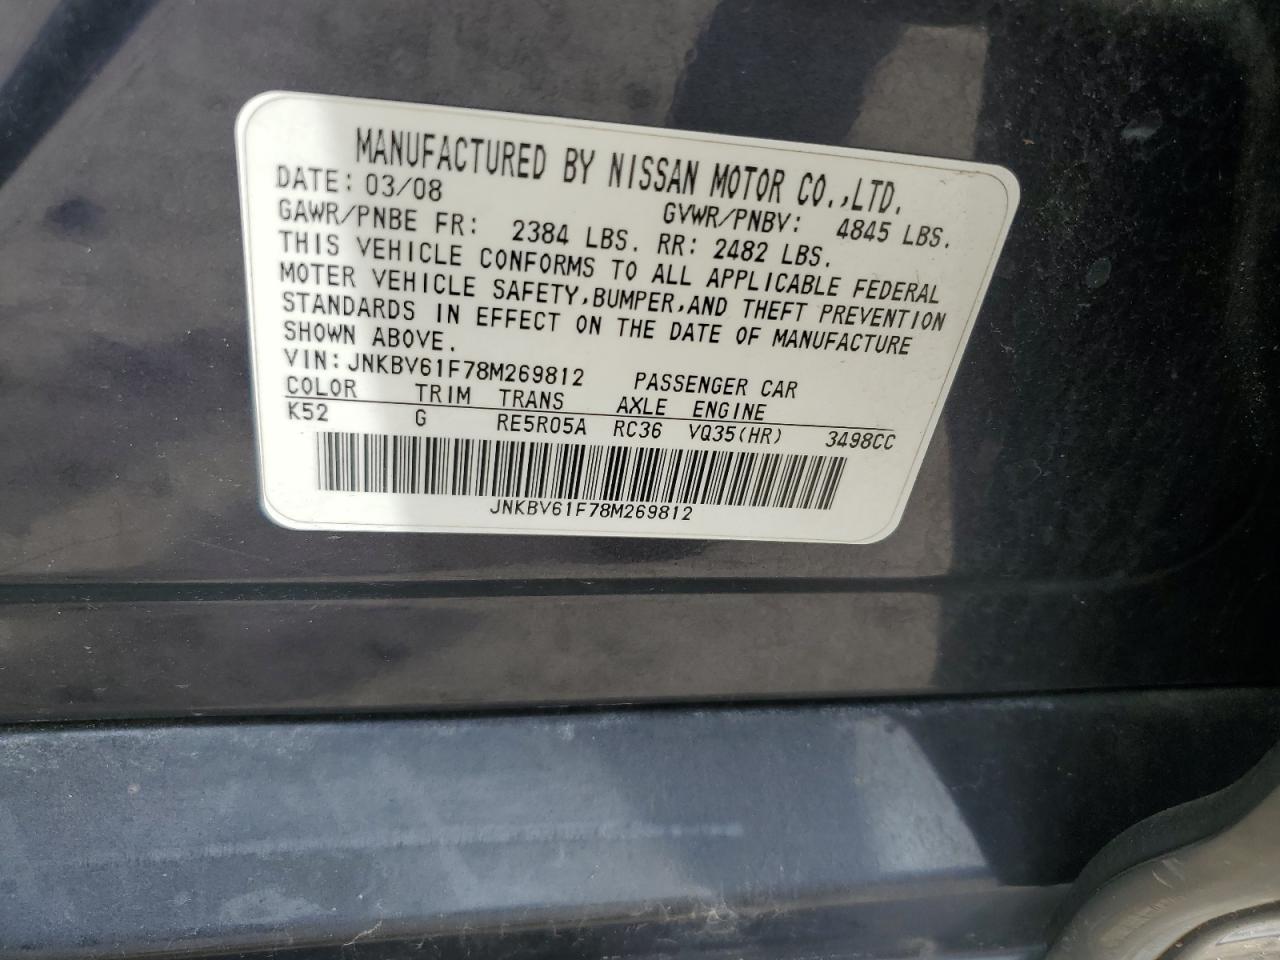 MANUFACTURED BY NISSAN MOTOR CO.,LTD.
DATE: 03/08 GVWR/PNBV: 4845 LBS.
GAWR/PNBE FR: 2384 LBS. RR: 2482 LBS.
THIS VEHICLE CONFORMS TO ALL APPLICABLE FEDERAL
MOTER VEHICLE SAFETY,BUMPER,AND THEFT PREVENTION
STANDARDS IN EFFECT ON THE DATE OF MANUFACTURE
SHOWN ABOVE.
VIN:JNKBV61F78M269812 PASSENGER CAR
COLOR TRIM TRANS AXLE ENGINE
K52 G RE5R05A RC36 VQ35(HR) 3498CC
JNKBV61F78M269812